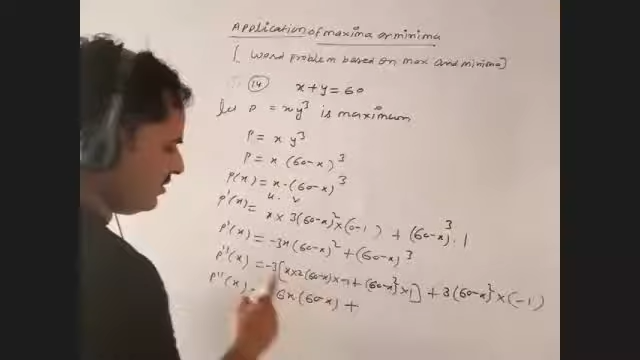 Application of maxima or minima
[ Word problem based on max and minima]
14 x + y = 60
let P = xy³ is maximum
P = xy³
P = x (60-x)³
P(x) = x·(60-x)³
u. v
P'(x) = x × 3(60-x)² × (0-1) + (60-x)³ . 1
P'(x) = -3x(60-x)² + (60-x)³
P''(x) = -3[x×2(60-x)×-1 + (60-x)²×1] + 3(60-x)² × (-1)
P''(x) = 6x(60-x) +